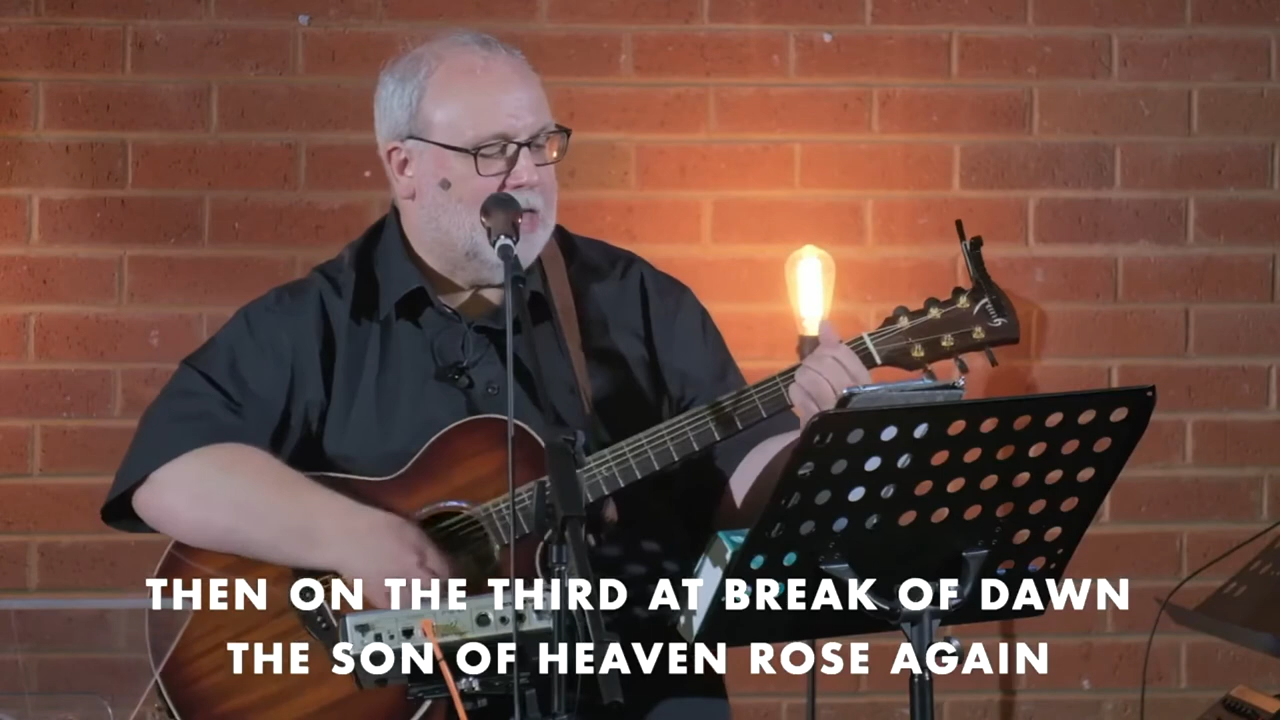 THEN ON THE THIRD AT BREAK OF DAWN
THE SON OF HEAVEN ROSE AGAIN